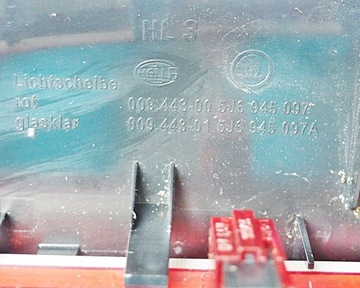 HL 3
HELLA
Lichtscheibe
rot 009.443-00 5J6 945 097
glasklar 009.443-01 5J6 945 097A